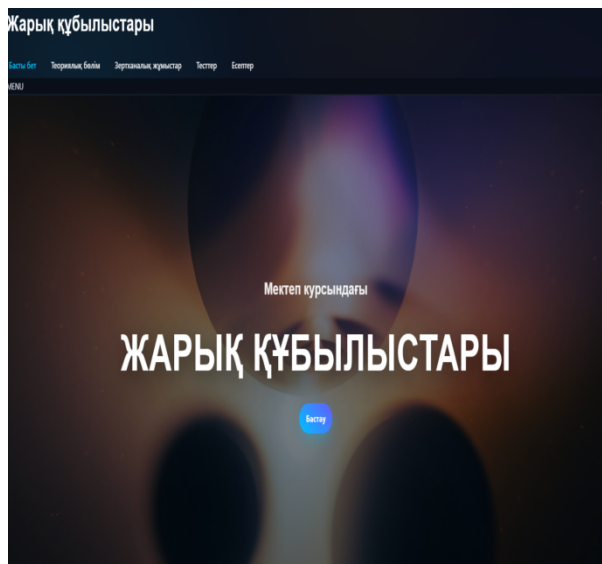 Жарық құбылыстары
Басты бет Теориялық бөлім Зертханалық жұмыстар Тесттер Есептер
MENU
Мектеп курсындағы
ЖАРЫҚ ҚҰБЫЛЫСТАРЫ
Бастау